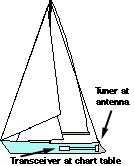 Tuner at
antenna
Transceiver at chart table